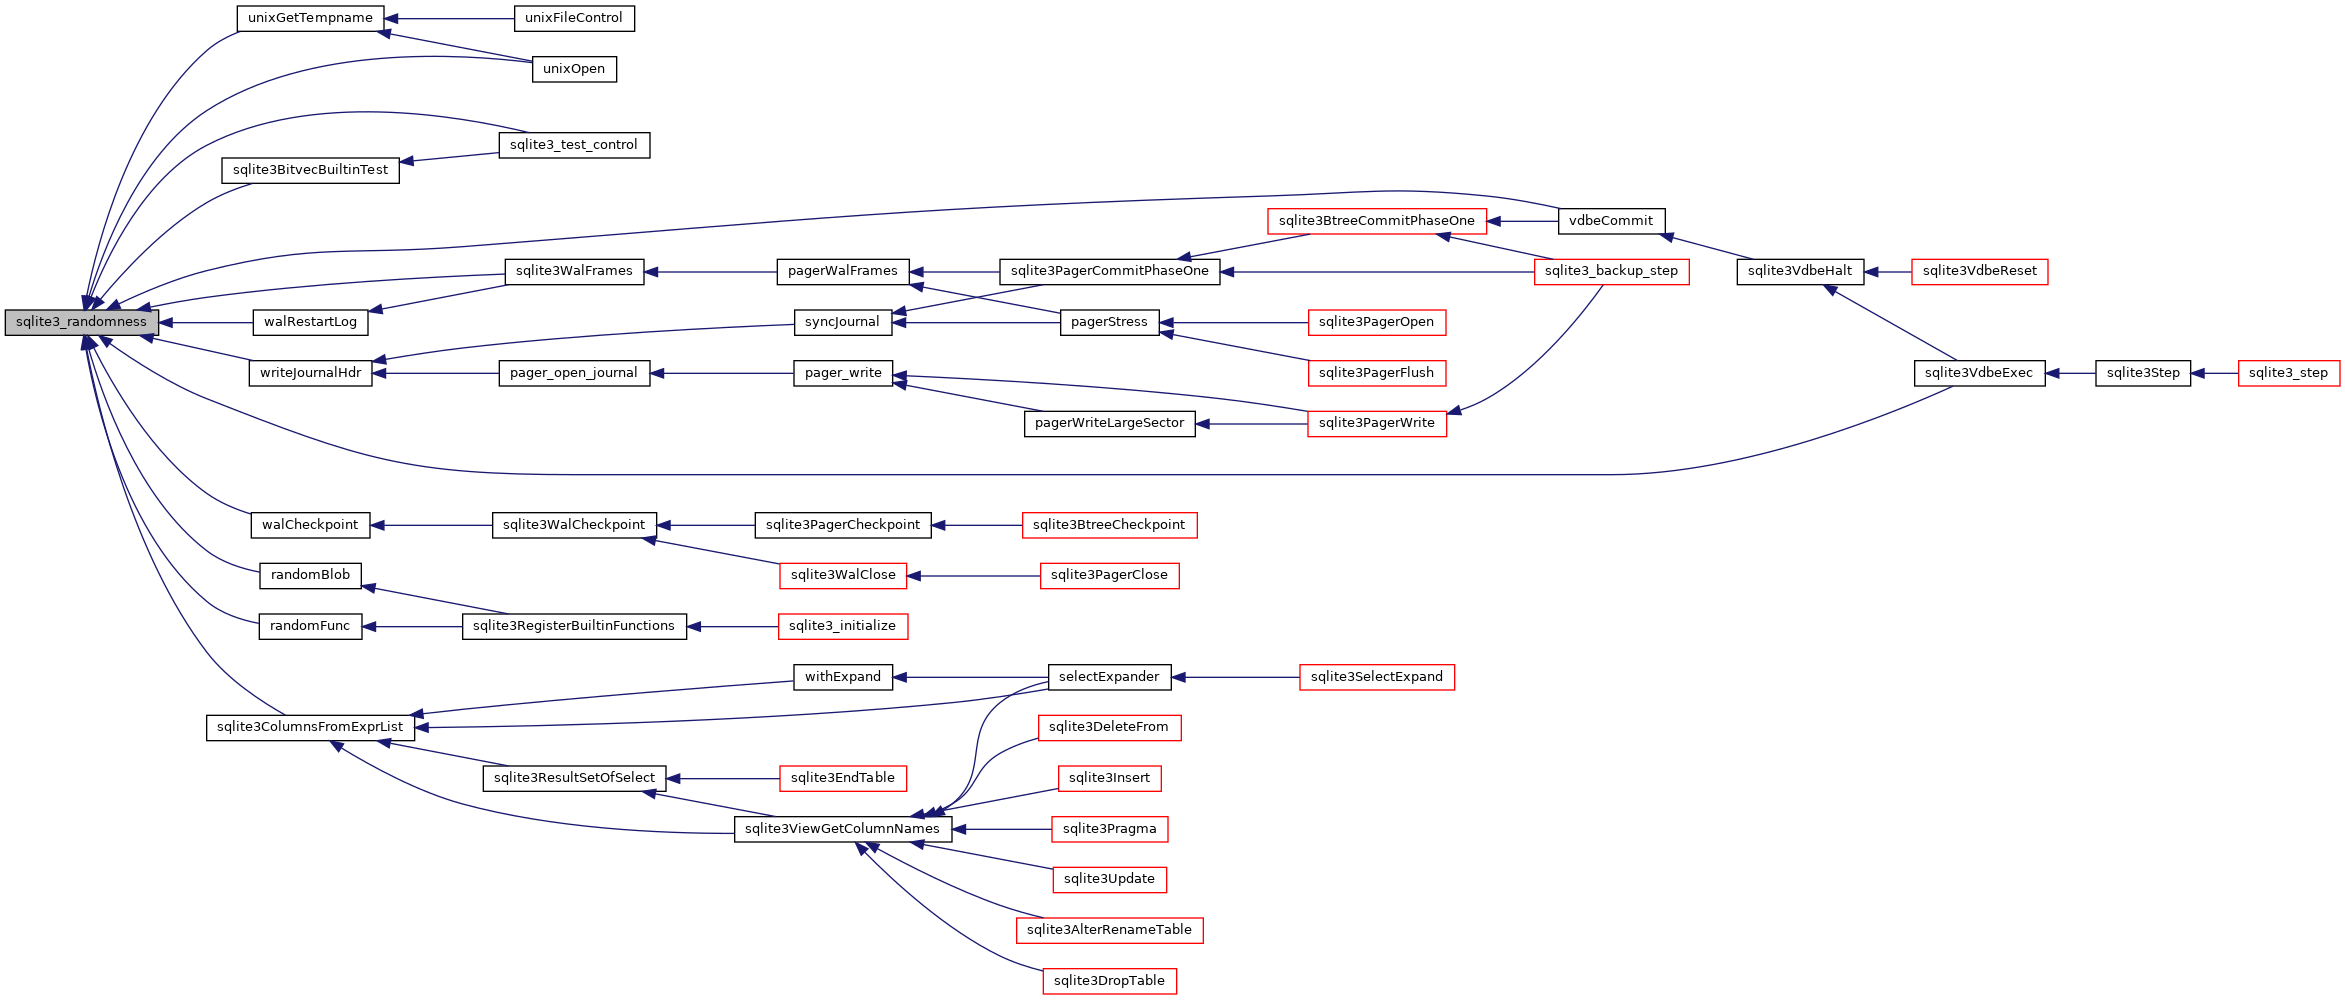 unixGetTempname
unixFileControl
unixOpen
sqlite3_test_control
sqlite3BitvecBuiltinTest
sqlite3BtreeCommitPhaseOne
vdbeCommit
sqlite3WalFrames
pagerWalFrames
sqlite3PagerCommitPhaseOne
sqlite3_backup_step
sqlite3VdbeHalt
sqlite3VdbeReset
sqlite3_randomness
walRestartLog
syncJournal
pagerStress
sqlite3PagerOpen
writeJournalHdr
pager_open_journal
pager_write
sqlite3PagerFlush
sqlite3VdbeExec
sqlite3Step
sqlite3_step
pagerWriteLargeSector
sqlite3PagerWrite
walCheckpoint
sqlite3WalCheckpoint
sqlite3PagerCheckpoint
sqlite3BtreeCheckpoint
randomBlob
sqlite3WalClose
sqlite3PagerClose
randomFunc
sqlite3RegisterBuiltinFunctions
sqlite3_initialize
withExpand
selectExpander
sqlite3SelectExpand
sqlite3ColumnsFromExprList
sqlite3DeleteFrom
sqlite3ResultSetOfSelect
sqlite3EndTable
sqlite3Insert
sqlite3ViewGetColumnNames
sqlite3Pragma
sqlite3Update
sqlite3AlterRenameTable
sqlite3DropTable